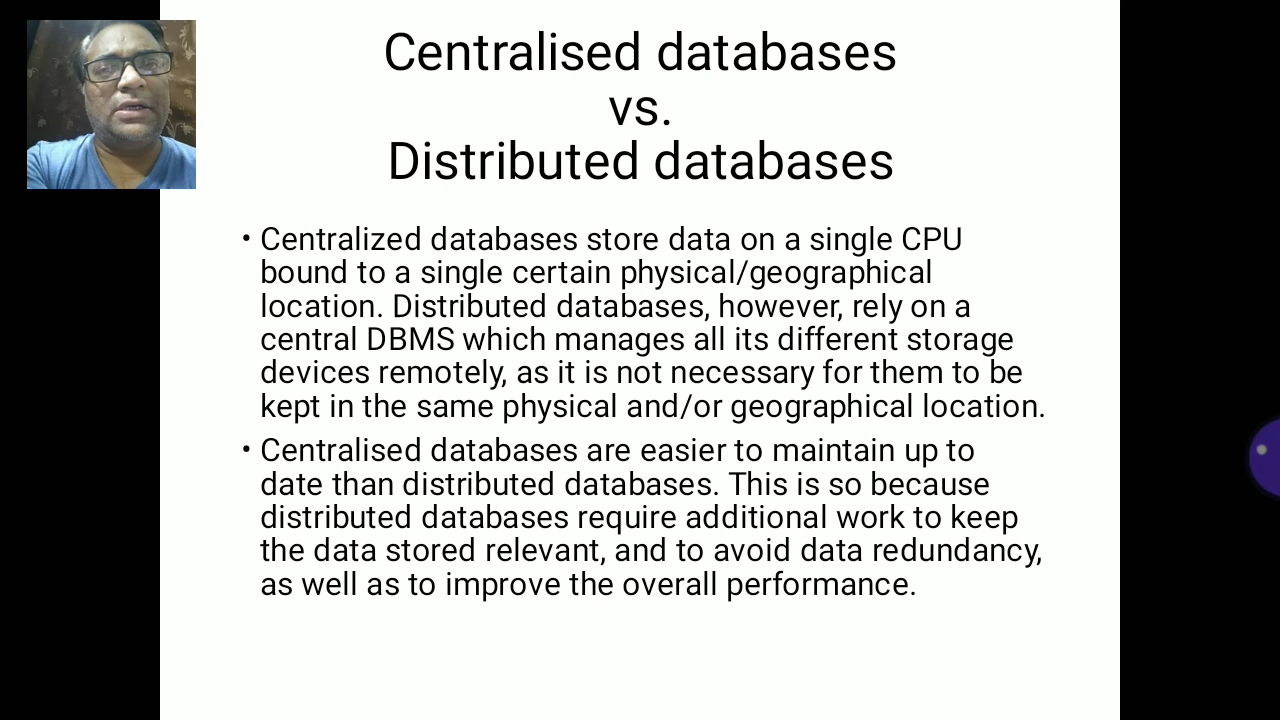 Centralised databases
vs.
Distributed databases
• Centralized databases store data on a single CPU
bound to a single certain physical/geographical
location. Distributed databases, however, rely on a
central DBMS which manages all its different storage
devices remotely, as it is not necessary for them to be
kept in the same physical and/or geographical location.
• Centralised databases are easier to maintain up to
date than distributed databases. This is so because
distributed databases require additional work to keep
the data stored relevant, and to avoid data redundancy,
as well as to improve the overall performance.